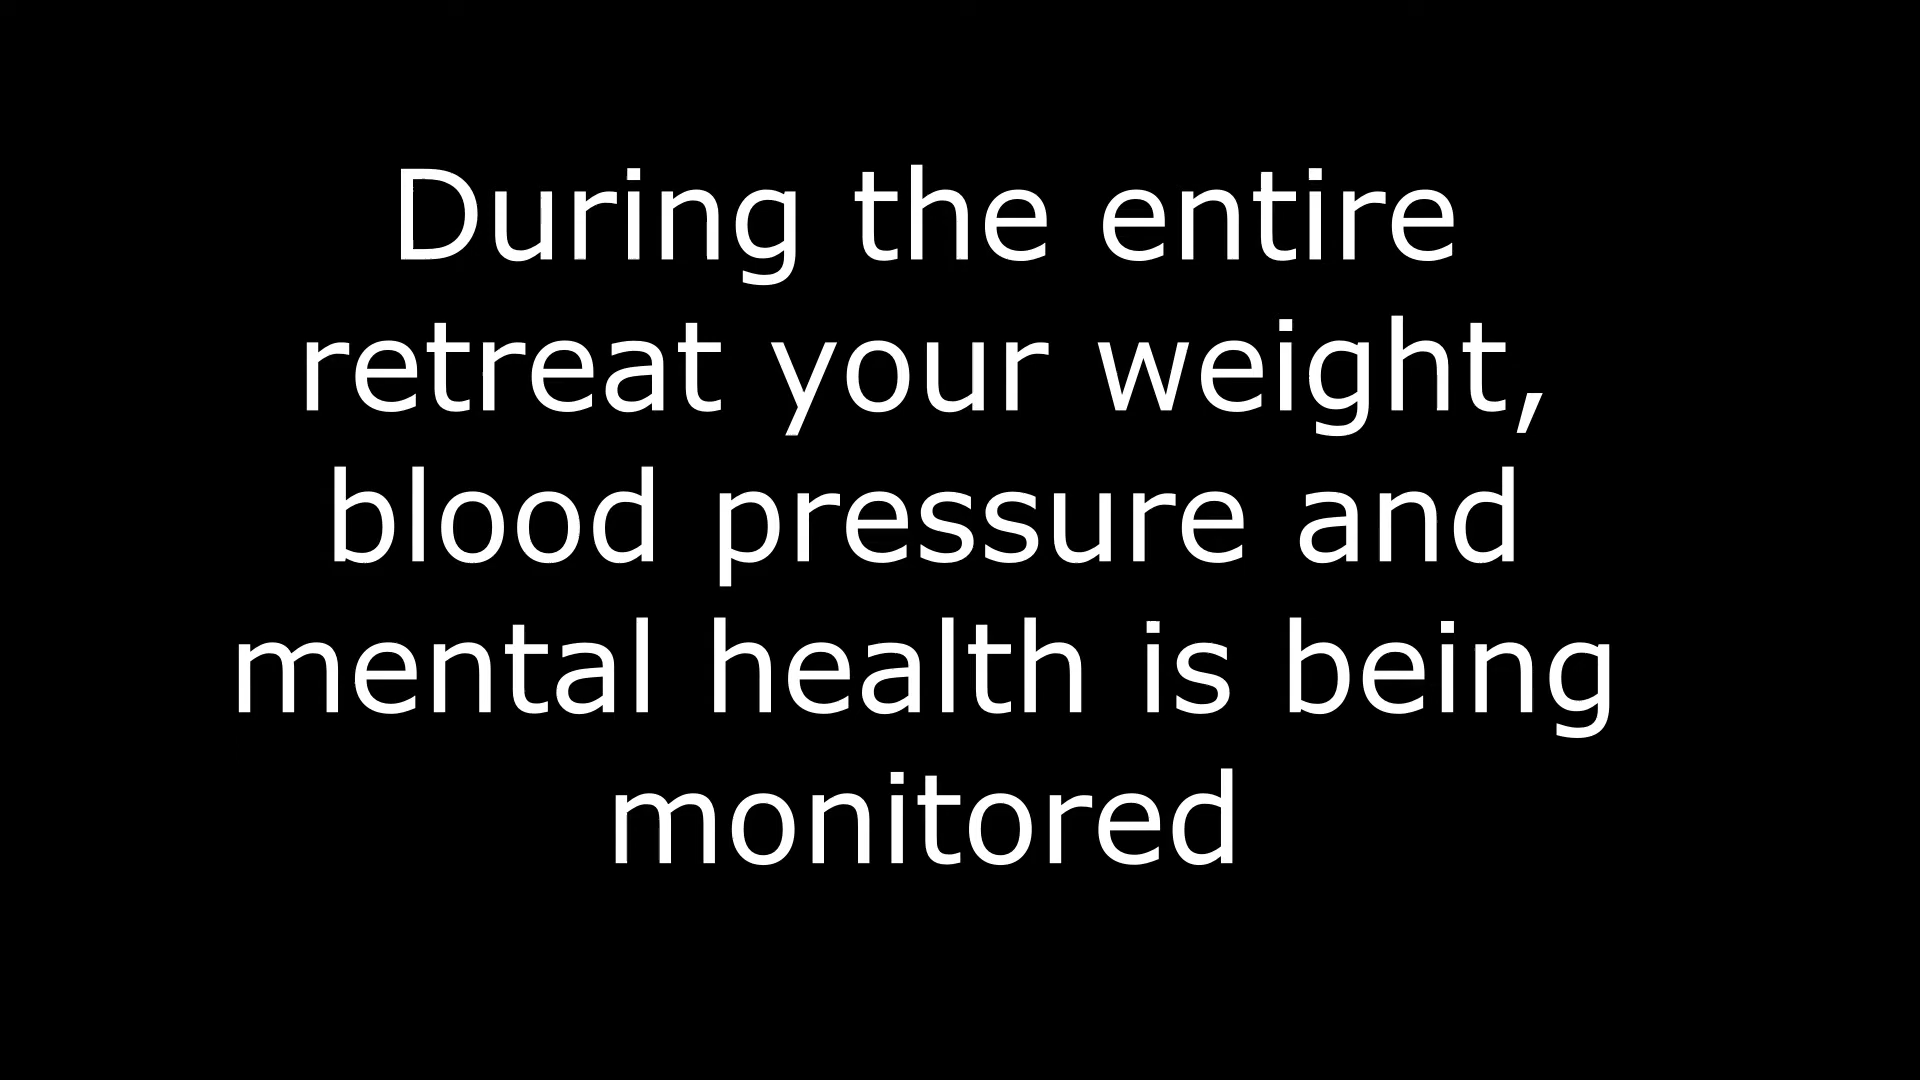 During the entire
retreat your weight,
blood pressure and
mental health is being
monitored